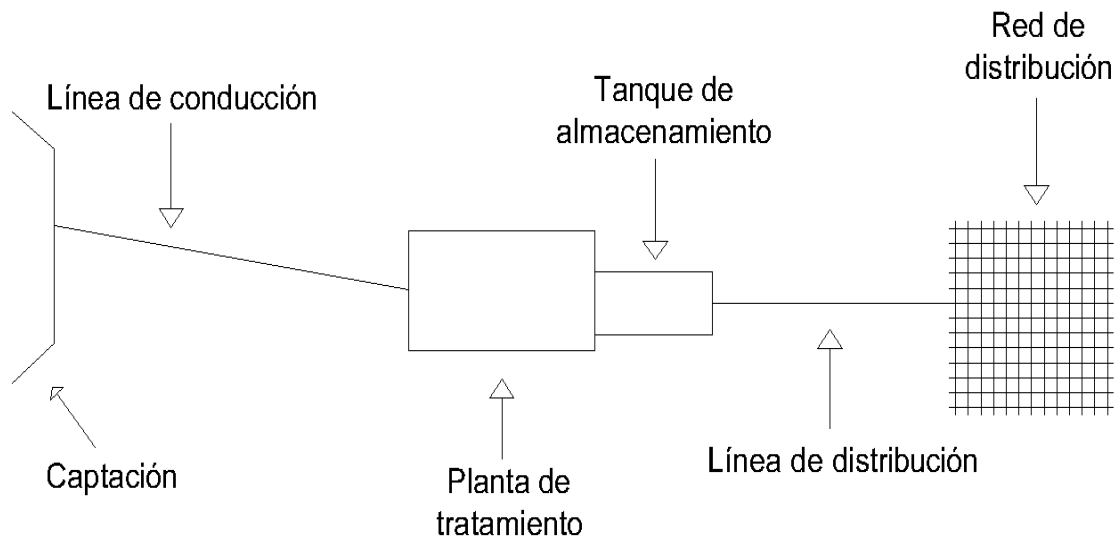 Red de
distribución
Línea de conducción
Tanque de
almacenamiento
Captación
Planta de
tratamiento
Línea de distribución